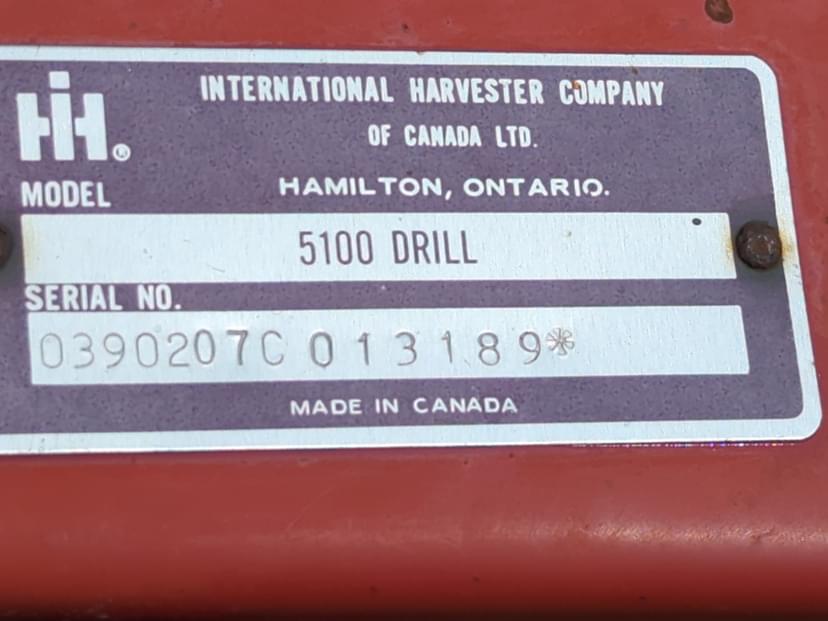 IH®
INTERNATIONAL HARVESTER COMPANY
OF CANADA LTD.
HAMILTON, ONTARIO.
MODEL
5100 DRILL
SERIAL NO.
0390207C 013189*
MADE IN CANADA